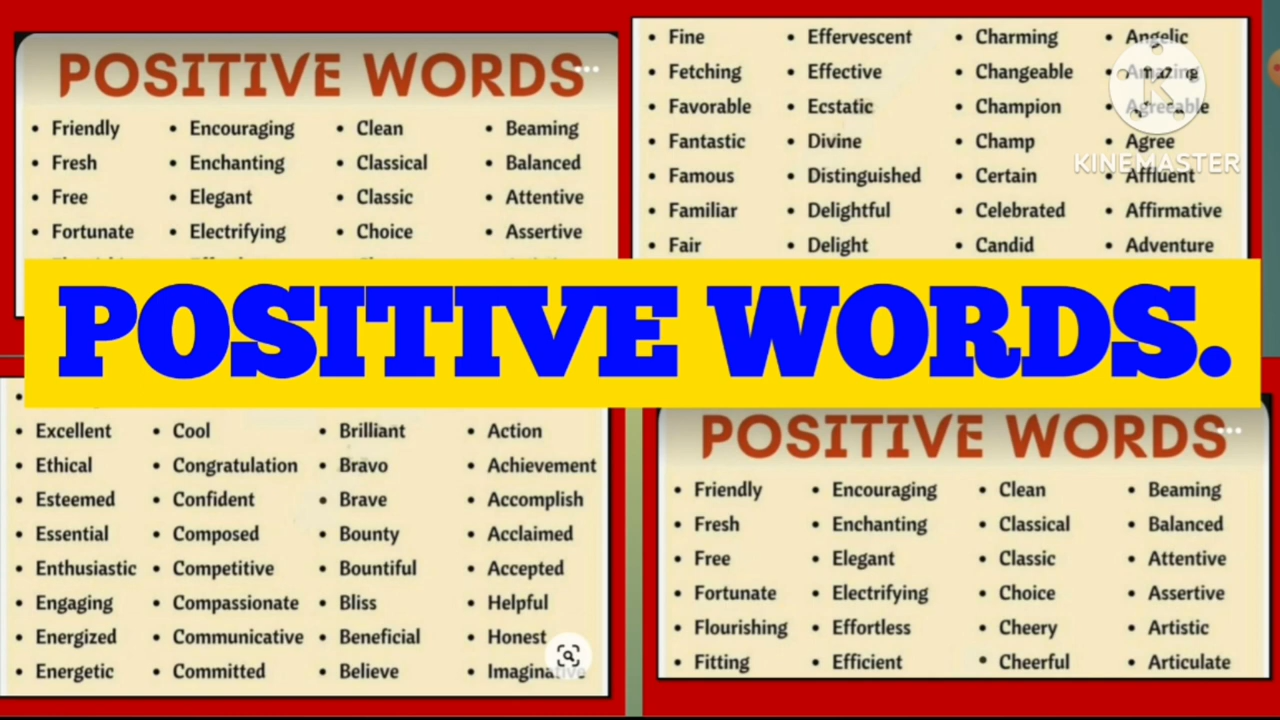 POSITIVE WORDS
• Friendly • Encouraging • Clean • Beaming
• Fresh • Enchanting • Classical • Balanced
• Free • Elegant • Classic • Attentive
• Fortunate • Electrifying • Choice • Assertive
• Fine • Effervescent • Charming • Angelic
• Fetching • Effective • Changeable • Amazing
• Favorable • Ecstatic • Champion • Agreeable
• Fantastic • Divine • Champ • Agree
• Famous • Distinguished • Certain • Affluent
• Familiar • Delightful • Celebrated • Affirmative
• Fair • Delight • Candid • Adventure
K
KINEMASTER
POSITIVE WORDS.
• Excellent • Cool • Brilliant • Action
• Ethical • Congratulation • Bravo • Achievement
• Esteemed • Confident • Brave • Accomplish
• Essential • Composed • Bounty • Acclaimed
• Enthusiastic • Competitive • Bountiful • Accepted
• Engaging • Compassionate • Bliss • Helpful
• Energized • Communicative • Beneficial • Honest
• Energetic • Committed • Believe • Imaginative
POSITIVE WORDS
• Friendly • Encouraging • Clean • Beaming
• Fresh • Enchanting • Classical • Balanced
• Free • Elegant • Classic • Attentive
• Fortunate • Electrifying • Choice • Assertive
• Flourishing • Effortless • Cheery • Artistic
• Fitting • Efficient • Cheerful • Articulate